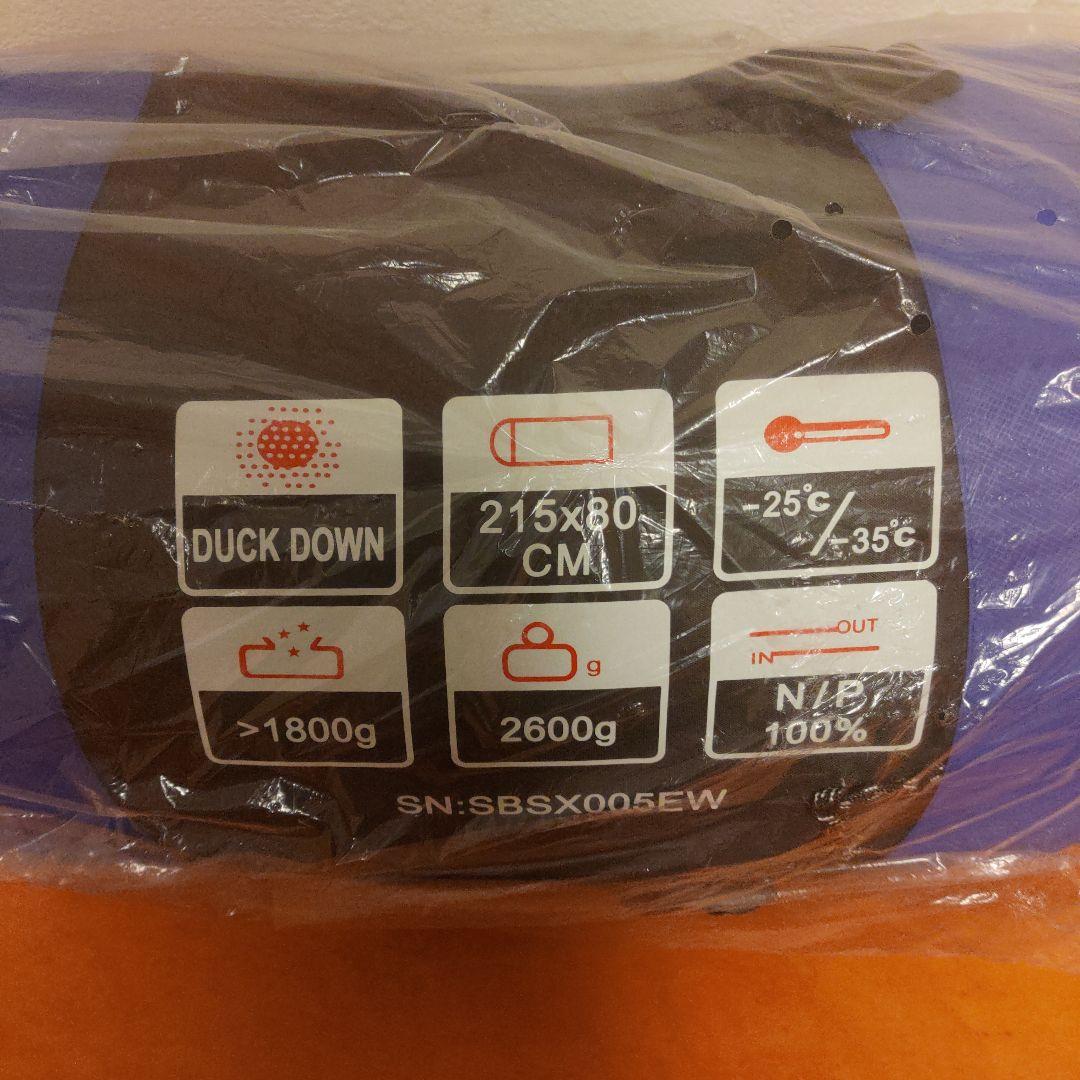 DUCK DOWN
215x80
CM
-25℃/-35℃
>1800g
g
2600g
OUT
IN
N/P
100%
SN:SBSX005EW